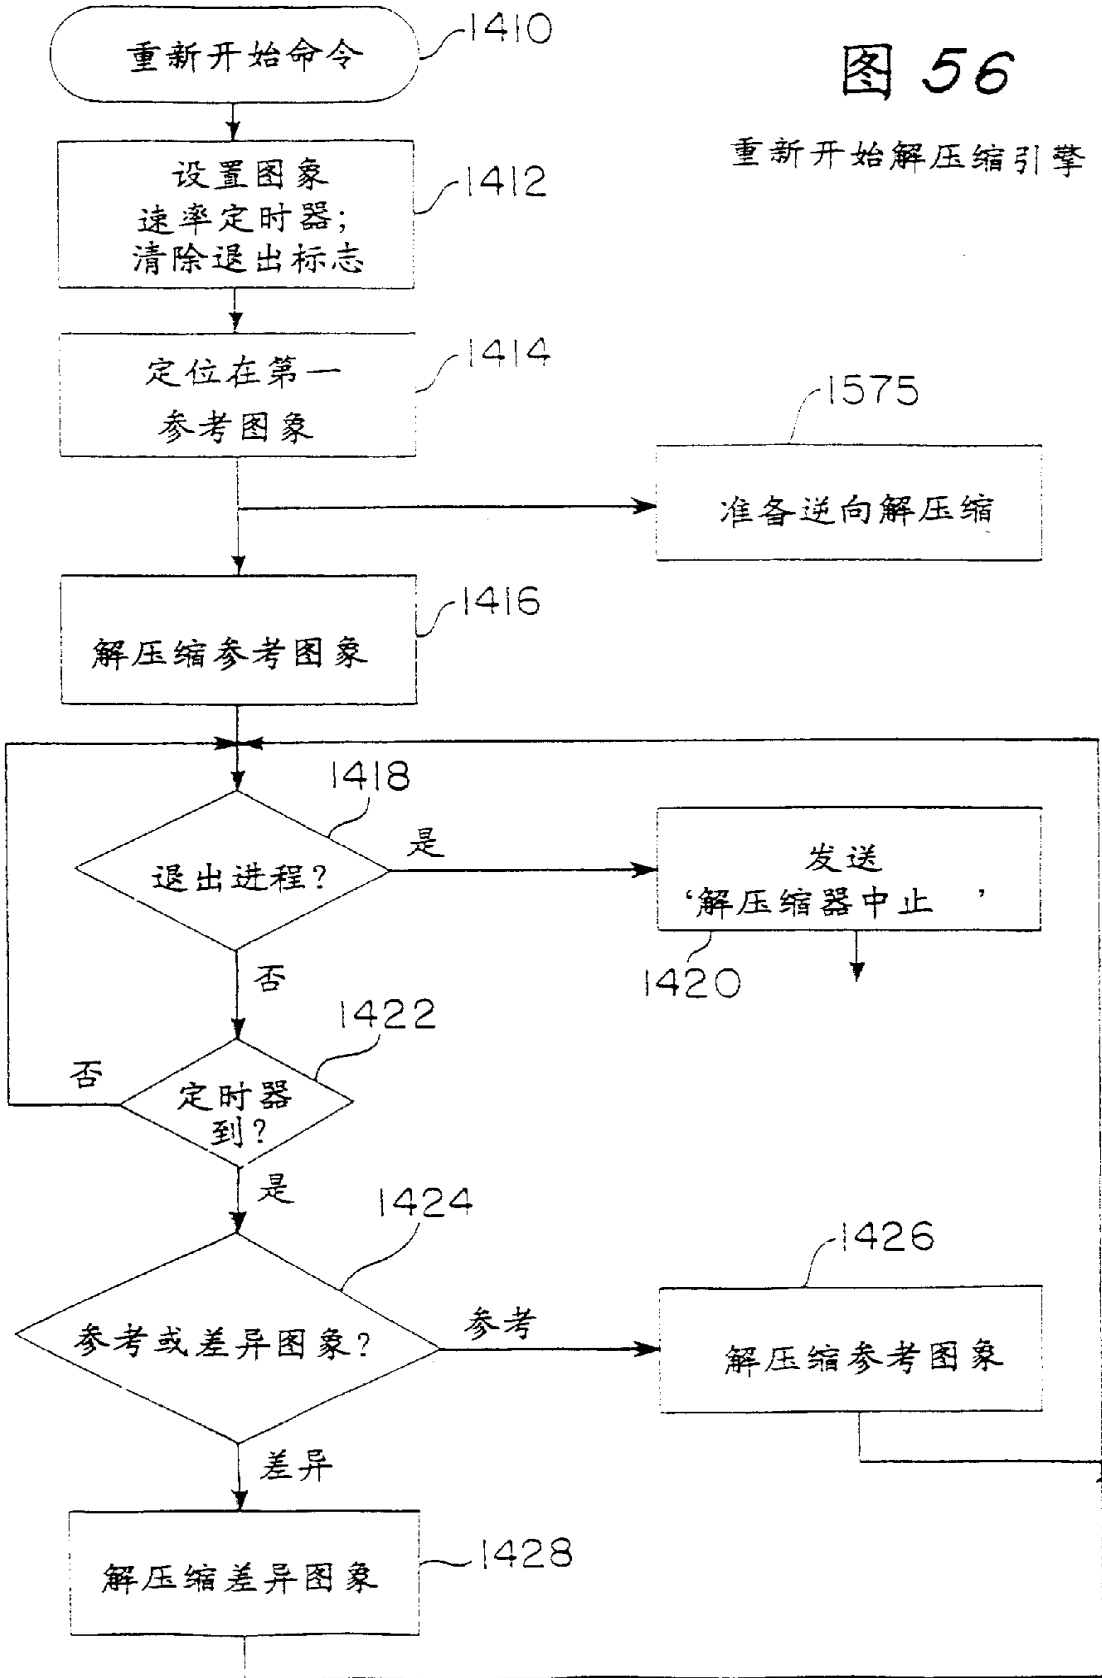 重新开始命令
1410
图 56
重新开始解压缩引擎
设置图象
速率定时器;
清除退出标志
1412
定位在第一
参考图象
1414
1575
准备逆向解压缩
解压缩参考图象
1416
1418
退出进程?
是
发送
‘解压缩器中止 ’
1420
否
1422
否
定时器
到?
是
1424
参考或差异图象?
参考
1426
解压缩参考图象
差异
解压缩差异图象
1428